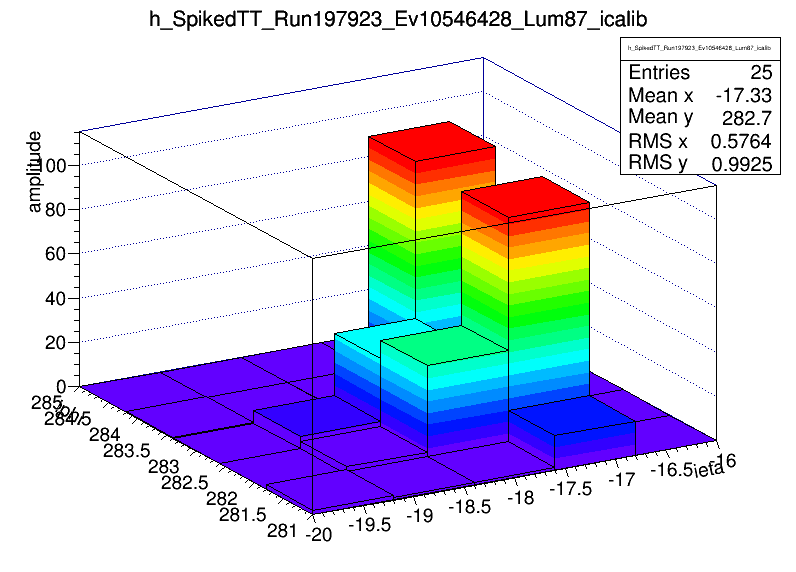 h_SpikedTT_Run197923_Ev10546428_Lum87_icalib
h_SpikedTT_Run197923_Ev10546428_Lum87_icalib
Entries 25
Mean x -17.33
Mean y 282.7
RMS x 0.5764
RMS y 0.9925
amplitude
100
80
60
40
20
0
285
284.5
284
283.5
283
282.5
282
281.5
281
-20
-19.5
-19
-18.5
-18
-17.5
-17
-16.5
-16
ieta